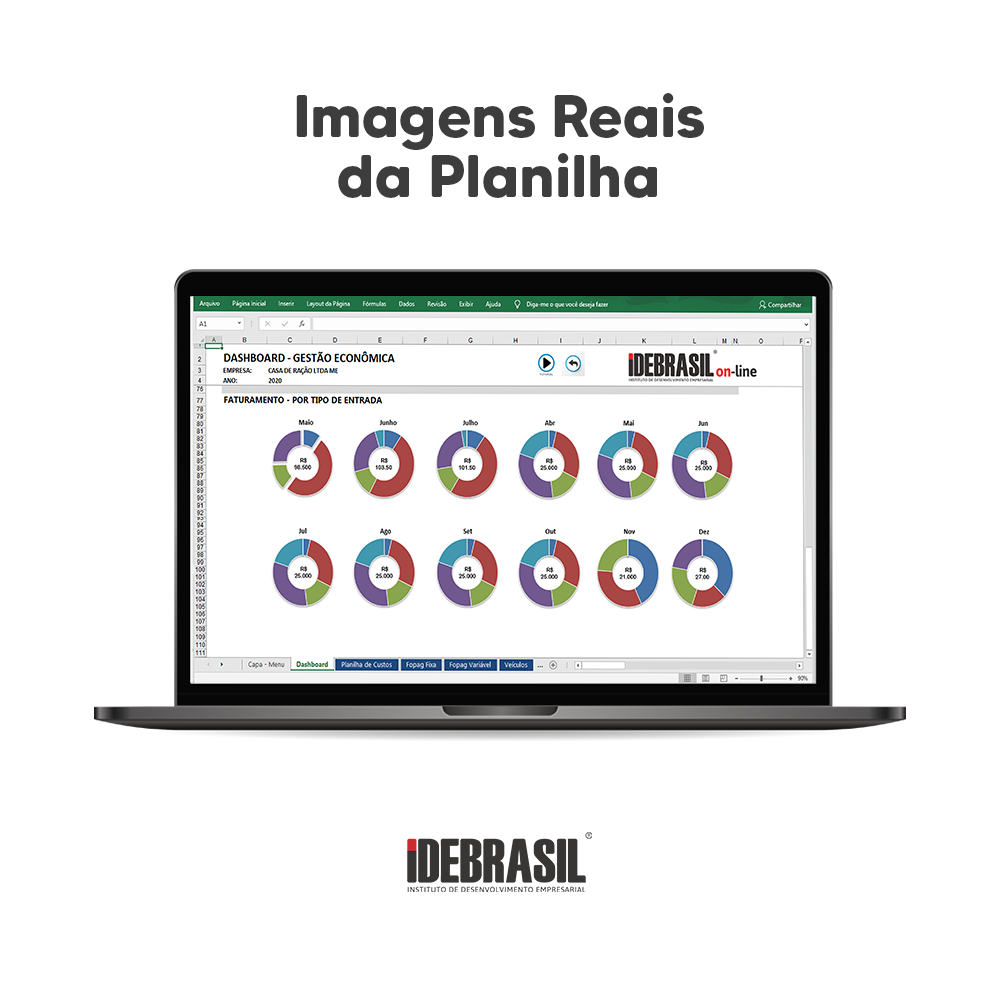 Imagens Reais
da Planilha
Arquivo Página Inicial Inserir Layout da Página Fórmulas Dados Revisão Exibir Ajuda Diga-me o que você deseja fazer Compartilhar
A1 fx
A B C D E F G H I J K L M N O P
2 DASHBOARD - GESTÃO ECONÔMICA
3 EMPRESA: CASA DE RAÇÃO LTDA ME
4 ANO: 2020
iDEBRASIL® on-line
INSTITUTO DE DESENVOLVIMENTO EMPRESARIAL
76
77 FATURAMENTO - POR TIPO DE ENTRADA
78
79
80 Maio Junho Julho Abr Mai Jun
81
82
83
84
85 R$ R$ R$ R$ R$ R$
86 98.500 103.50 101.50 25.000 25.000 25.000
87
88
89
90
91
92
93
94
95 Jul Ago Set Out Nov Dez
96
97
98
99
100 R$ R$ R$ R$ R$ R$
101 25.000 25.000 25.000 25.000 21.000 27.00
102
103
104
105
106
107
108
109
110
111
Capa - Menu Dashboard Planilha de Custos Fopag Fixa Fopag Variável Veículos ...
90%
iDEBRASIL®
INSTITUTO DE DESENVOLVIMENTO EMPRESARIAL